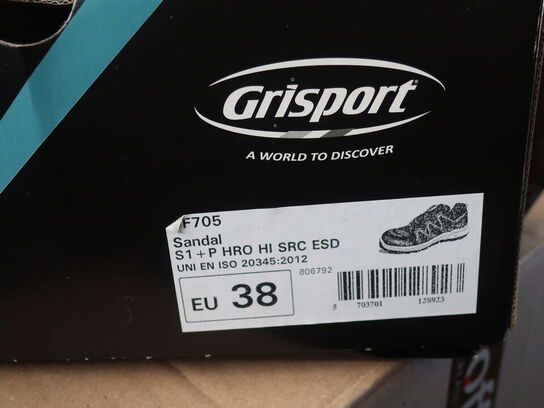 Grisport
A WORLD TO DISCOVER
F705
Sandal
S1+P HRO HI SRC ESD
UNI EN ISO 20345:2012
806792
EU 38
5 703701 128923